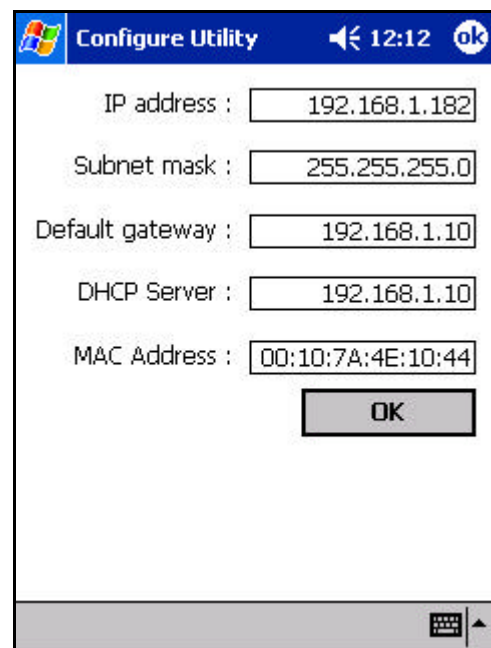 Configure Utility 12:12 ok
IP address : 192.168.1.182
Subnet mask : 255.255.255.0
Default gateway : 192.168.1.10
DHCP Server : 192.168.1.10
MAC Address : 00:10:7A:4E:10:44
OK